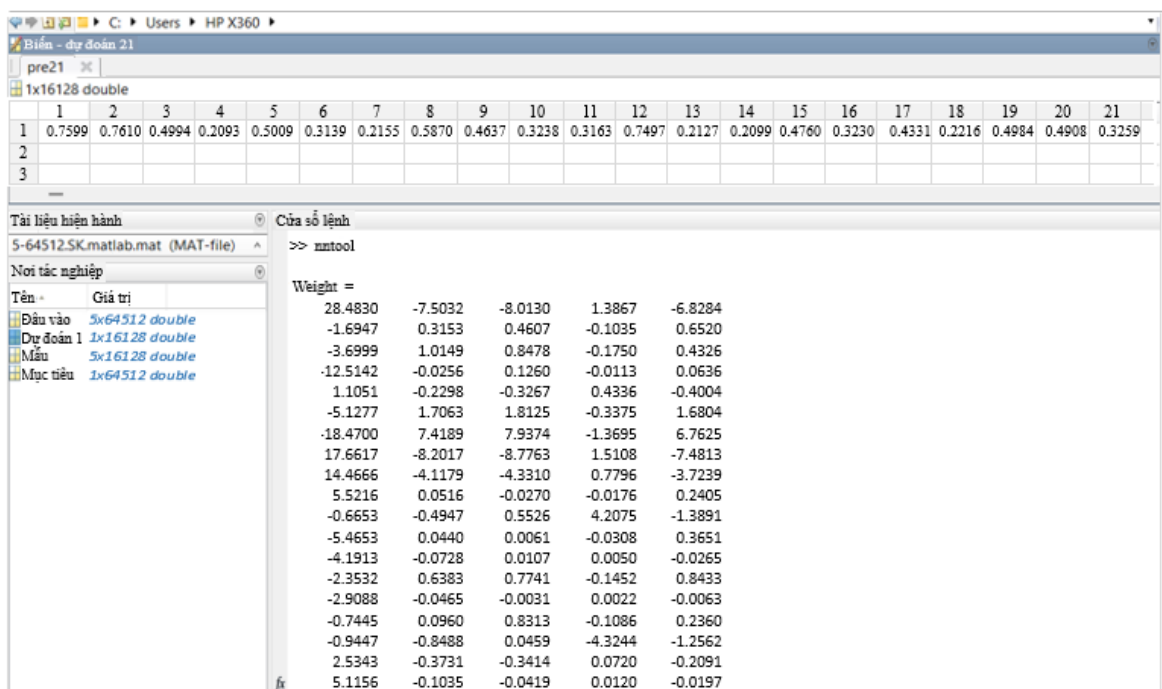 C: Users HP X360
Biến - dự đoán 21
pre21
1x16128 double
1 2 3 4 5 6 7 8 9 10 11 12 13 14 15 16 17 18 19 20 21
1 0.7599 0.7610 0.4994 0.2093 0.5009 0.3139 0.2155 0.5870 0.4637 0.3238 0.3163 0.7497 0.2127 0.2099 0.4760 0.3230 0.4331 0.2216 0.4984 0.4908 0.3259
2
3
Tài liệu hiện hành
5-64512.SK.matlab.mat (MAT-file)
Nơi tác nghiệp
Tên Giá trị
Đầu vào 5x64512 double
Dự đoán 1 1x16128 double
Mẫu 5x16128 double
Mục tiêu 1x64512 double
Cửa sổ lệnh
>> nntool
Weight =
28.4830 -7.5032 -8.0130 1.3867 -6.8284
-1.6947 0.3153 0.4607 -0.1035 0.6520
-3.6999 1.0149 0.8478 -0.1750 0.4326
-12.5142 -0.0256 0.1260 -0.0113 0.0636
1.1051 -0.2298 -0.3267 0.4336 -0.4004
-5.1277 1.7063 1.8125 -0.3375 1.6804
-18.4700 7.4189 7.9374 -1.3695 6.7625
17.6617 -8.2017 -8.7763 1.5108 -7.4813
14.4666 -4.1179 -4.3310 0.7796 -3.7239
5.5216 0.0516 -0.0270 -0.0176 0.2405
-0.6653 -0.4947 0.5526 4.2075 -1.3891
-5.4653 0.0440 0.0061 -0.0308 0.3651
-4.1913 -0.0728 0.0107 0.0050 -0.0265
-2.3532 0.6383 0.7741 -0.1452 0.8433
-2.9088 -0.0465 -0.0031 0.0022 -0.0063
-0.7445 0.0960 0.8313 -0.1086 0.2360
-0.9447 -0.8488 0.0459 -4.3244 -1.2562
2.5343 -0.3731 -0.3414 0.0720 -0.2091
fx 5.1156 -0.1035 -0.0419 0.0120 -0.0197